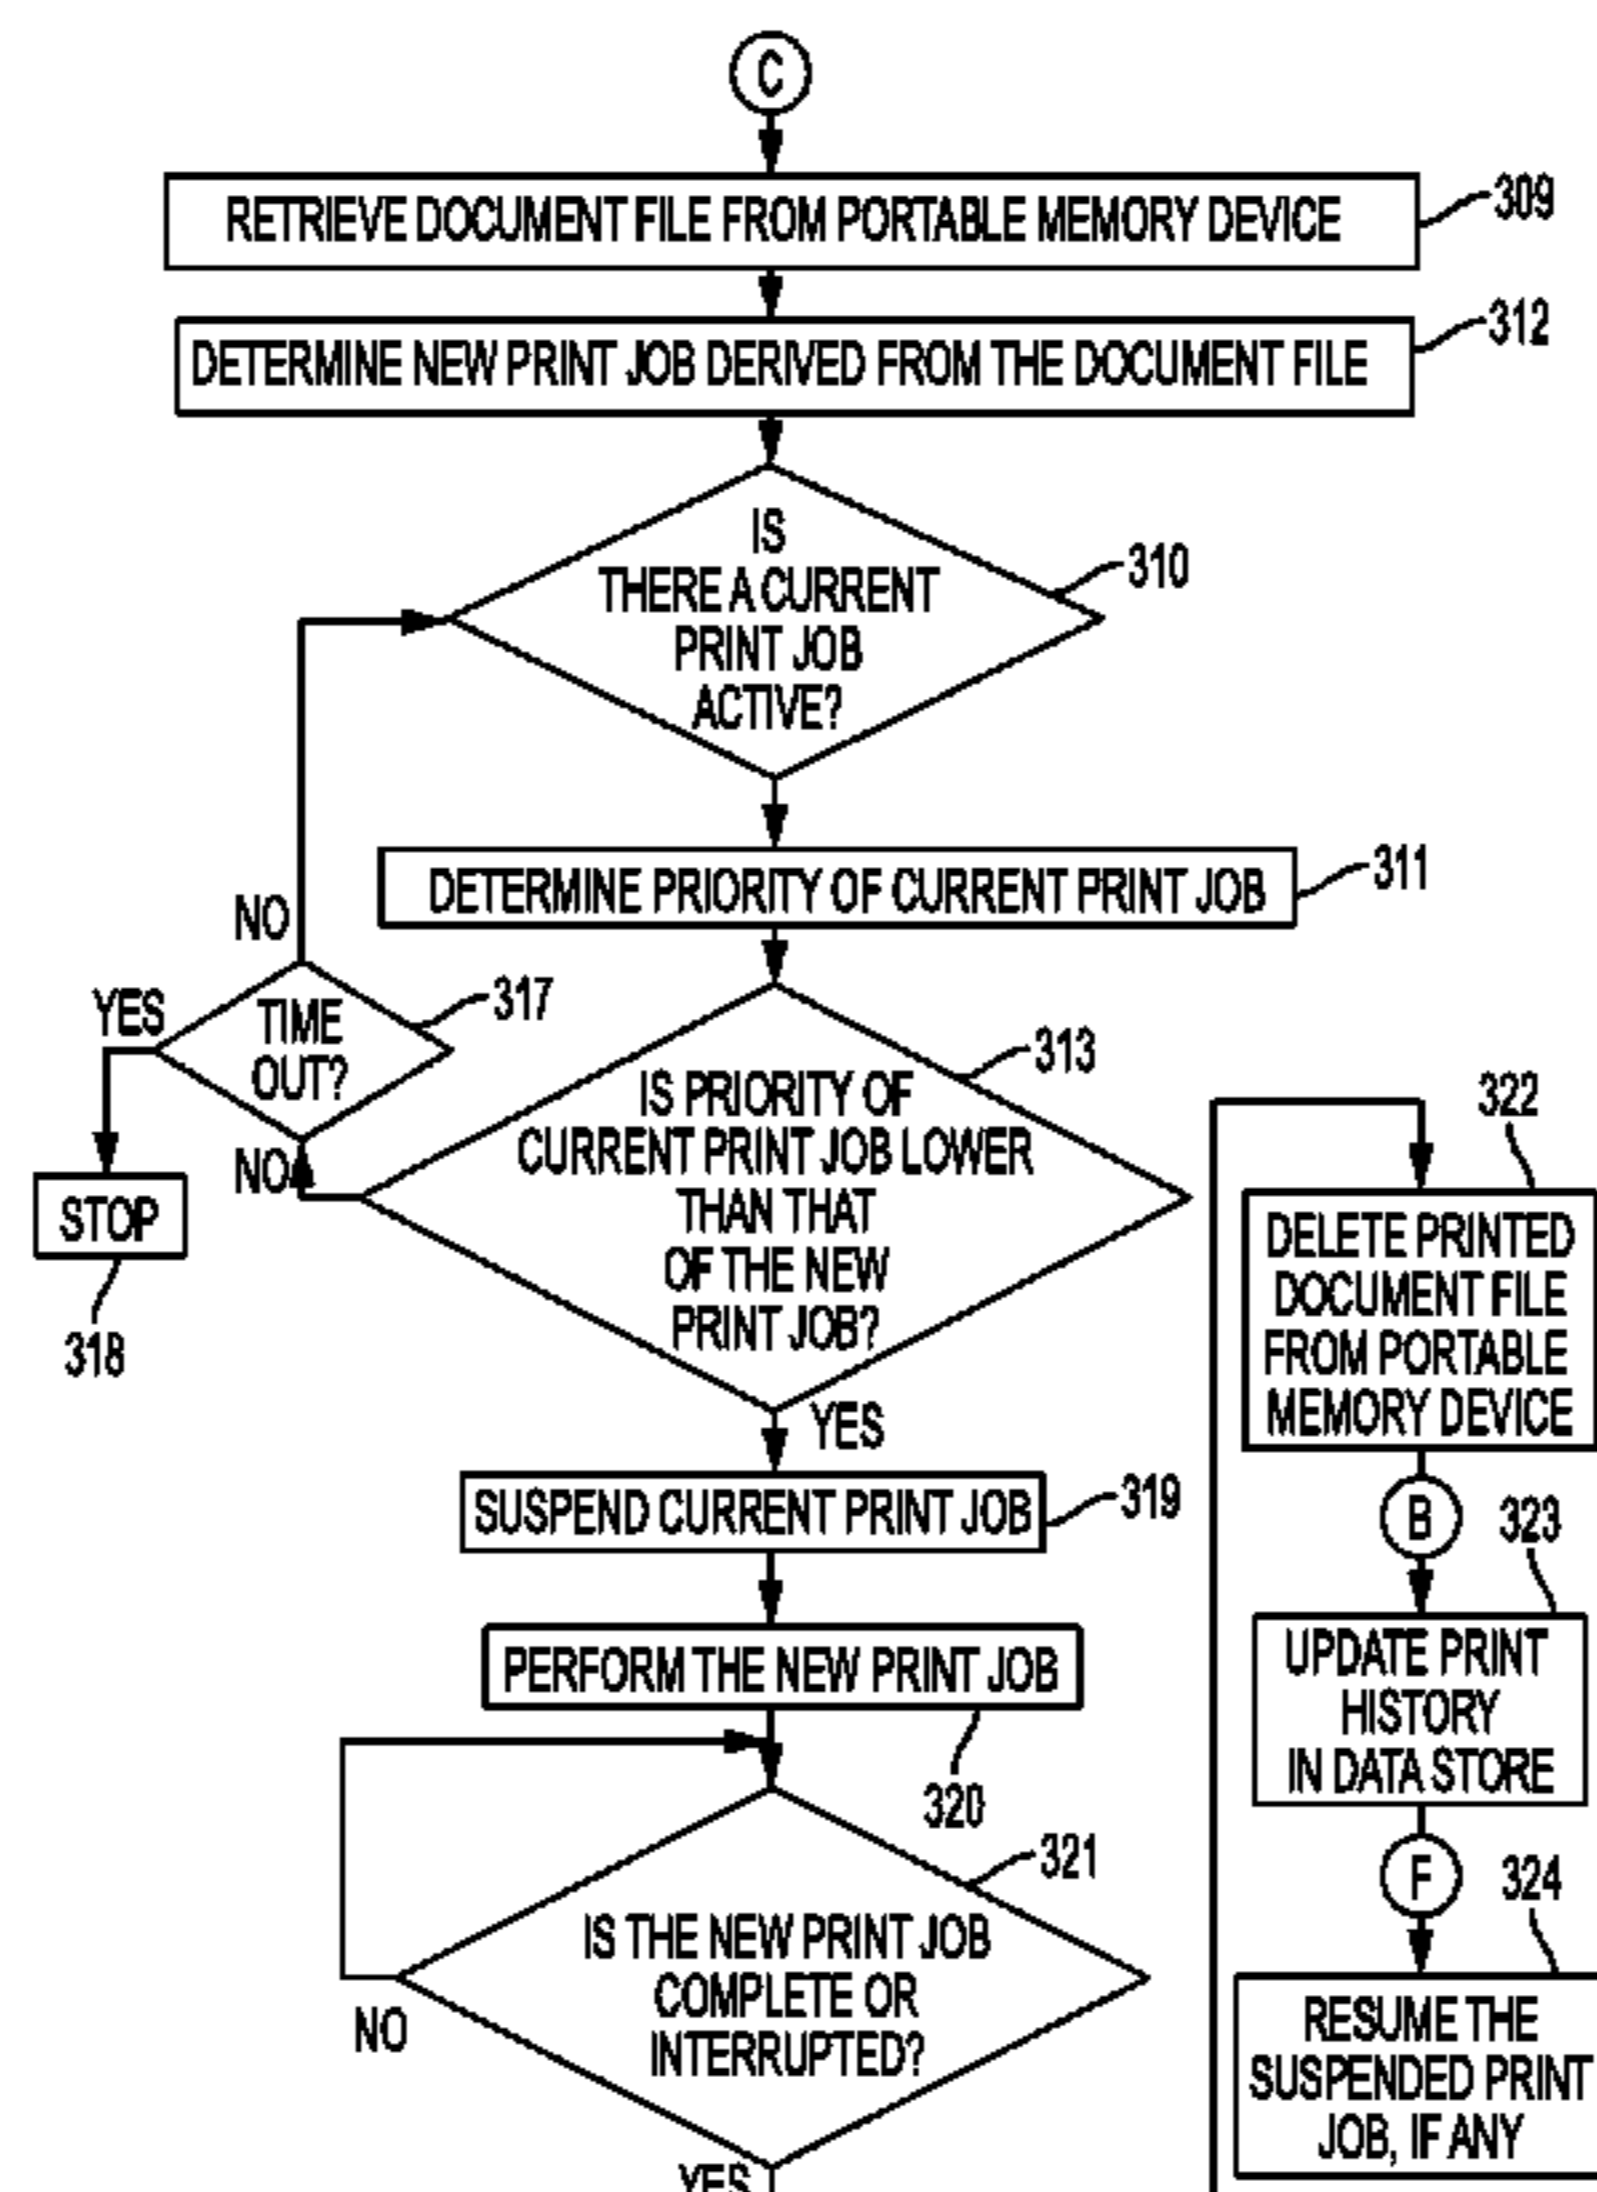 C
RETRIEVE DOCUMENT FILE FROM PORTABLE MEMORY DEVICE
309
DETERMINE NEW PRINT JOB DERIVED FROM THE DOCUMENT FILE
312
IS
THERE A CURRENT
PRINT JOB
ACTIVE?
310
DETERMINE PRIORITY OF CURRENT PRINT JOB
311
NO
YES
TIME
OUT?
317
NO
STOP
318
IS PRIORITY OF
CURRENT PRINT JOB LOWER
THAN THAT
OF THE NEW
PRINT JOB?
313
YES
SUSPEND CURRENT PRINT JOB
319
PERFORM THE NEW PRINT JOB
320
IS THE NEW PRINT JOB
COMPLETE OR
INTERRUPTED?
321
NO
YES
322
DELETE PRINTED
DOCUMENT FILE
FROM PORTABLE
MEMORY DEVICE
B
323
UPDATE PRINT
HISTORY
IN DATA STORE
F
324
RESUME THE
SUSPENDED PRINT
JOB, IF ANY